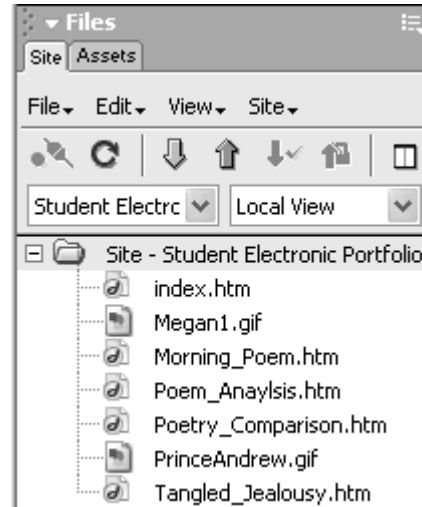 Files
Site Assets
File Edit View Site
Student Electrc Local View
Site - Student Electronic Portfolio
index.htm
Megan1.gif
Morning_Poem.htm
Poem_Anaylsis.htm
Poetry_Comparison.htm
PrinceAndrew.gif
Tangled_Jealousy.htm